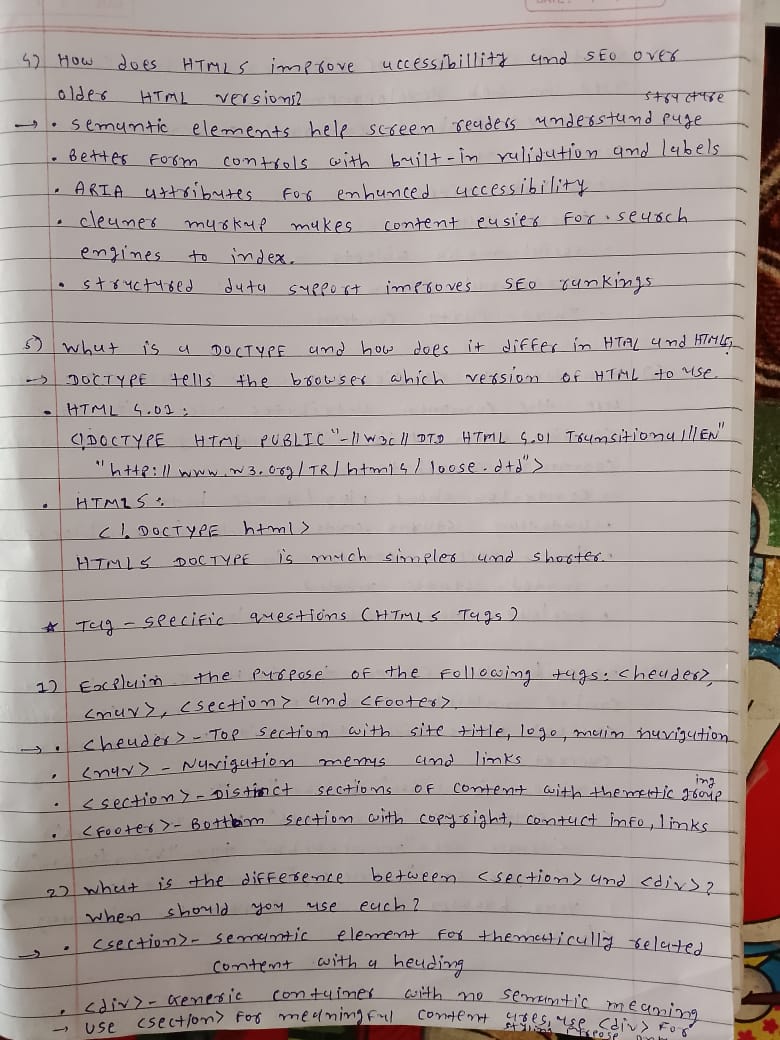 4) How does HTML5 improve accessibillity and SEO over
older HTML versions?
→ • semantic elements help screen readers understand page structure
• Better Form controls with built-in validation and labels
• ARIA attributes For enhanced accessibility
• cleaner markup makes content easier For search
engines to index.
• structured data support improves SEO rankings
5) what is a DOCTYPE and how does it differ in HTML and HTML5,
→ DOCTYPE tells the browser which version of HTML to use.
• HTML 4.01:
<!DOCTYPE HTML PUBLIC "-//W3C// DTD HTML 4.01 Transitional//EN"
"http://www.w3.org/TR/html4/loose.dtd">
• HTML5:
<!DOCTYPE html>
HTML5 DOCTYPE is much simpler and shorter.
★ Tag-specific questions (HTML5 Tags)
1) Explain the purpose of the Following tags: <header>,
<nav>, <section> and <footer>.
→ • <header> - Top section with site title, logo, main navigation
• <nav> - Navigation menus and links
• <section> - Distinct sections of content with thematic grouping
• <Footer> - Bottom section with copyright, contact info, links
2) what is the difference between <section> and <div>?
when should you use each?
→ • <section> - semantic element For thematically related
content with a heading
• <div> - Generic container with no semantic meaning
→ use <section> For meaningful content use <div> For